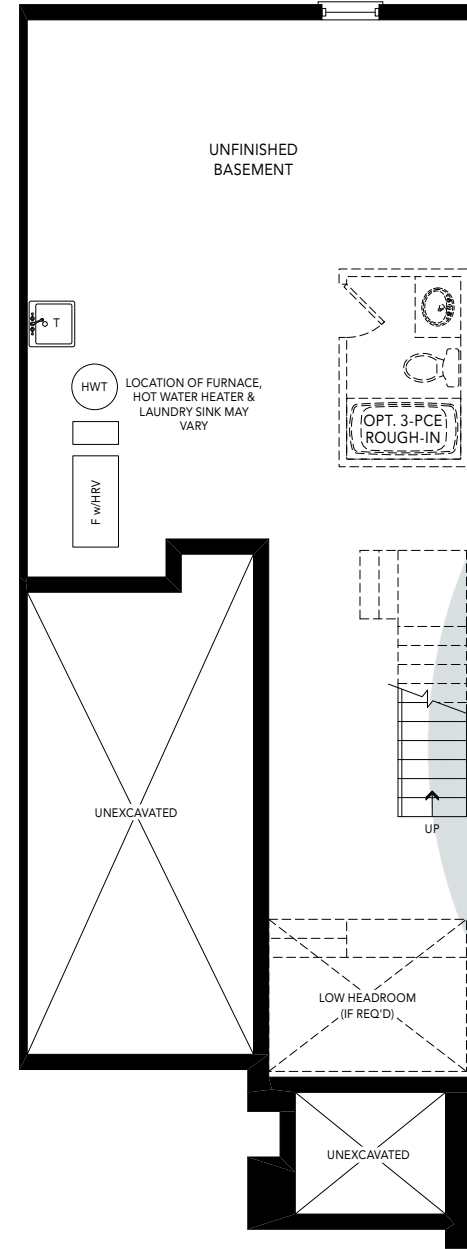 UNFINISHED
BASEMENT
T
HWT
LOCATION OF FURNACE,
HOT WATER HEATER &
LAUNDRY SINK MAY
VARY
OPT. 3-PCE
ROUGH-IN
F w/HRV
UNEXCAVATED
UP
LOW HEADROOM
(IF REQ'D)
UNEXCAVATED